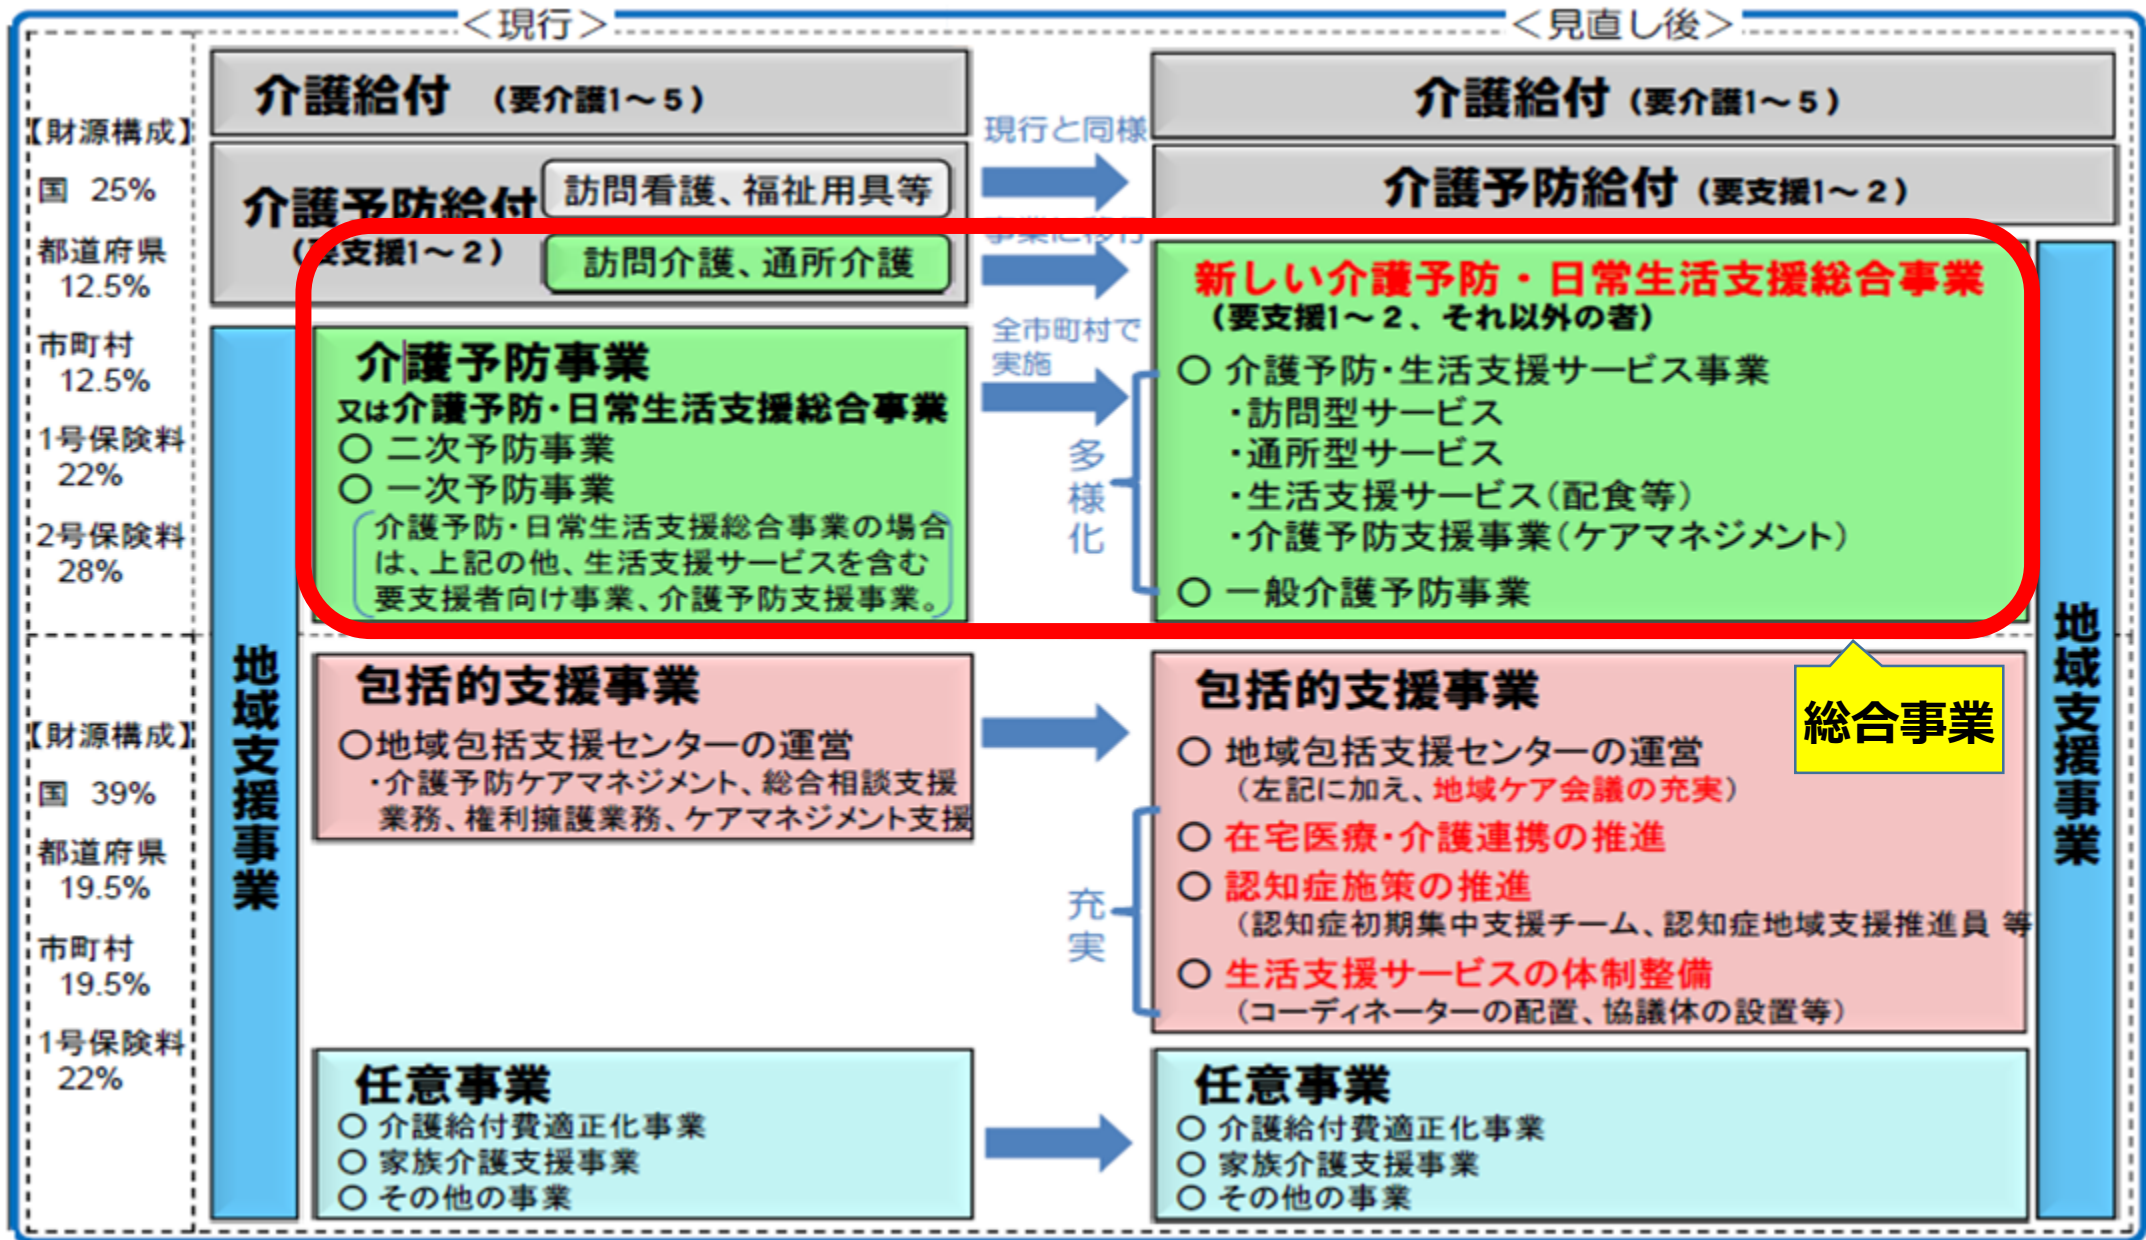 ＜現行＞
＜見直し後＞
【財源構成】
国 25%
都道府県
12.5%
市町村
12.5%
1号保険料
22%
2号保険料
28%
【財源構成】
国 39%
都道府県
19.5%
市町村
19.5%
1号保険料
22%
介護給付 （要介護1～５）
介護予防給付
（要支援1～２）
訪問看護、福祉用具等
訪問介護、通所介護
地域支援事業
介護予防事業
又は介護予防・日常生活支援総合事業
○ 二次予防事業
○ 一次予防事業
介護予防・日常生活支援総合事業の場合
は、上記の他、生活支援サービスを含む
要支援者向け事業、介護予防支援事業。
包括的支援事業
○地域包括支援センターの運営
・介護予防ケアマネジメント、総合相談支援
業務、権利擁護業務、ケアマネジメント支援
任意事業
○ 介護給付費適正化事業
○ 家族介護支援事業
○ その他の事業
現行と同様
事業に移行
全市町村で
実施
多様化
充実
介護給付（要介護1～５）
介護予防給付（要支援1～２）
新しい介護予防・日常生活支援総合事業
（要支援1～２、それ以外の者）
○ 介護予防・生活支援サービス事業
・訪問型サービス
・通所型サービス
・生活支援サービス（配食等）
・介護予防支援事業（ケアマネジメント）
○ 一般介護予防事業
総合事業
包括的支援事業
○ 地域包括支援センターの運営
（左記に加え、地域ケア会議の充実）
○ 在宅医療・介護連携の推進
○ 認知症施策の推進
（認知症初期集中支援チーム、認知症地域支援推進員 等
○ 生活支援サービスの体制整備
（コーディネーターの配置、協議体の設置等）
任意事業
○ 介護給付費適正化事業
○ 家族介護支援事業
○ その他の事業
地域支援事業